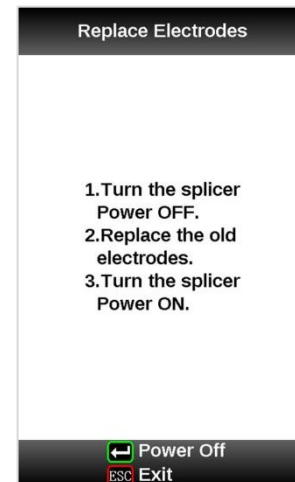 Replace Electrodes
1.Turn the splicer
Power OFF.
2.Replace the old
electrodes.
3.Turn the splicer
Power ON.
Power Off
ESC Exit